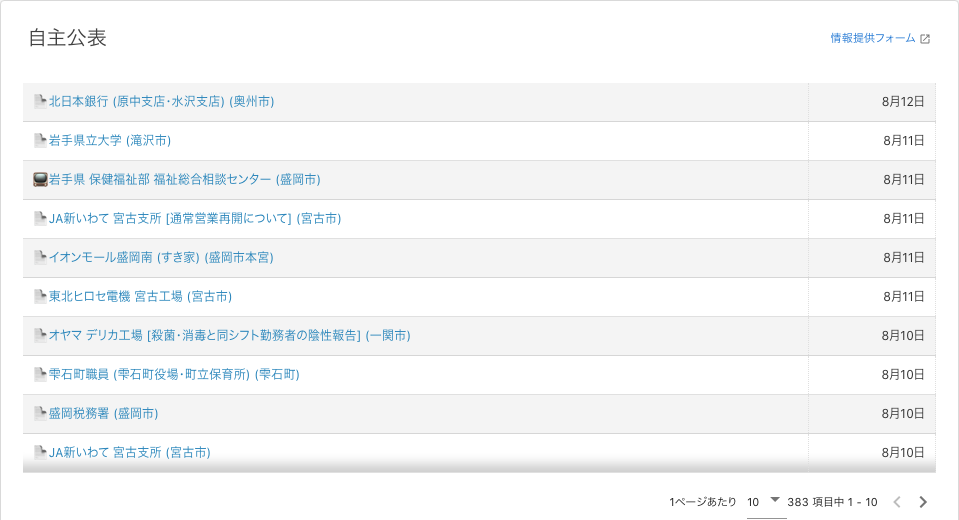 自主公表
情報提供フォーム
北日本銀行 (原中支店･水沢支店) (奥州市) 8月12日
岩手県立大学 (滝沢市) 8月11日
岩手県 保健福祉部 福祉総合相談センター (盛岡市) 8月11日
JA新いわて 宮古支所 [通常営業再開について] (宮古市) 8月11日
イオンモール盛岡南 (すき家) (盛岡市本宮) 8月11日
東北ヒロセ電機 宮古工場 (宮古市) 8月11日
オヤマ デリカ工場 [殺菌･消毒と同シフト勤務者の陰性報告] (一関市) 8月10日
雫石町職員 (雫石町役場･町立保育所) (雫石町) 8月10日
盛岡税務署 (盛岡市) 8月10日
JA新いわて 宮古支所 (宮古市) 8月10日
1ページあたり 10 383 項目中 1 - 10